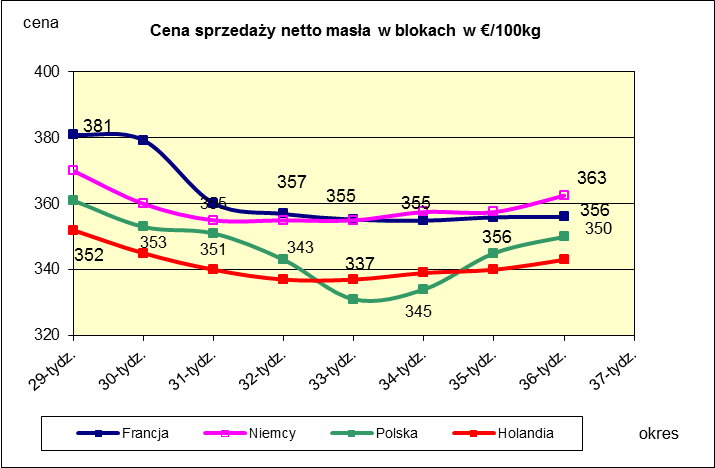 cena
Cena sprzedaży netto masła w blokach w €/100kg
400
381
380
363
357
355
355
355
360
356
350
353
351
343
356
352
337
340
345
320
29-tydz.
30-tydz.
31-tydz.
32-tydz.
33-tydz.
34-tydz.
35-tydz.
36-tydz.
37-tydz.
Francja
Niemcy
Polska
Holandia
okres